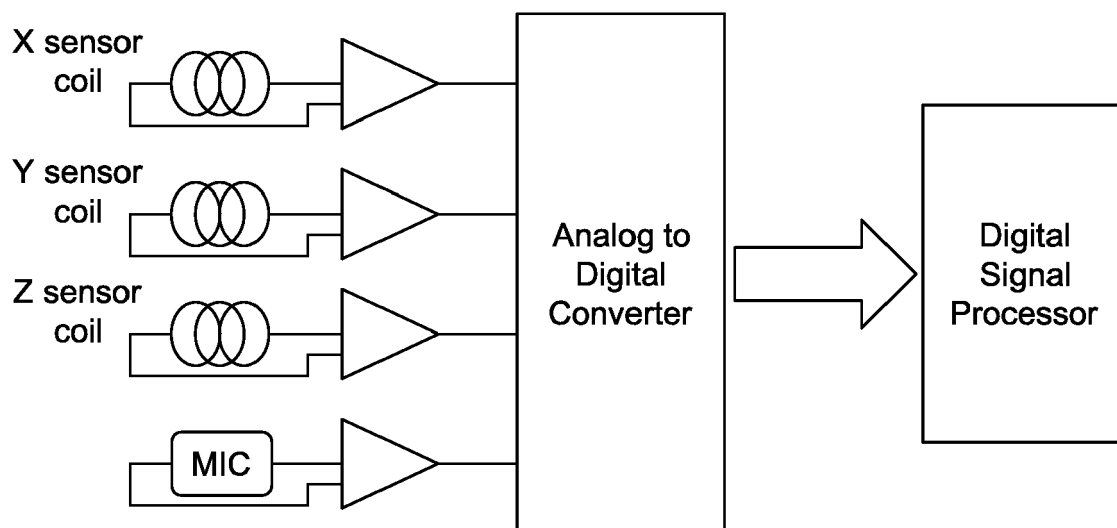 X sensor
coil
Y sensor
coil
Z sensor
coil
MIC
Analog to
Digital
Converter
Digital
Signal
Processor